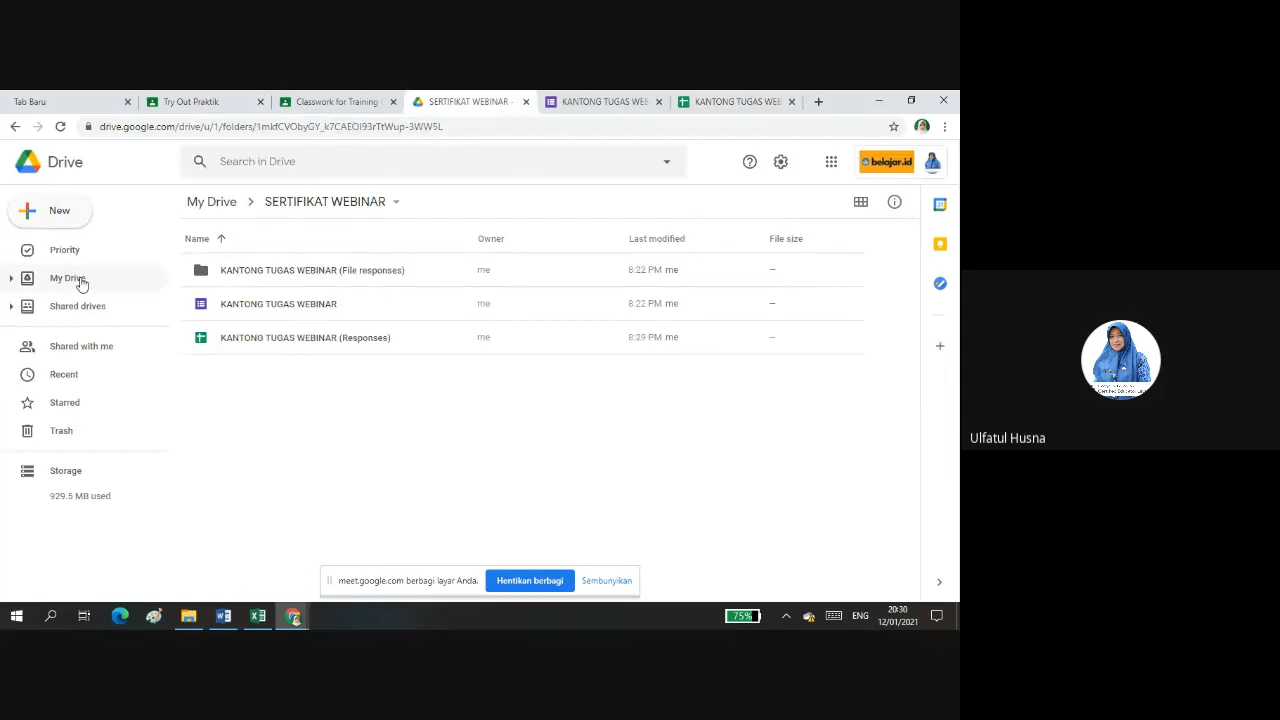 Tab Baru
Try Out Praktik
Classwork for Training
SERTIFIKAT WEBINAR -
KANTONG TUGAS WEB
KANTONG TUGAS WEB
drive.google.com/drive/u/1/folders/1mkfCVObyGY_k7CAEOI93rTtWup-3WW5L
Drive
Search in Drive
belajar.id
New
My Drive
SERTIFIKAT WEBINAR
Name
Owner
Last modified
File size
Priority
My Drive
Shared drives
Shared with me
Recent
Starred
Trash
Storage
929.5 MB used
KANTONG TUGAS WEBINAR (File responses)
me
8:22 PM me
—
KANTONG TUGAS WEBINAR
me
8:22 PM me
—
KANTONG TUGAS WEBINAR (Responses)
me
8:29 PM me
—
meet.google.com berbagi layar Anda.
Hentikan berbagi
Sembunyikan
75%
ENG
20:30
12/01/2021
Ulfatul Husna